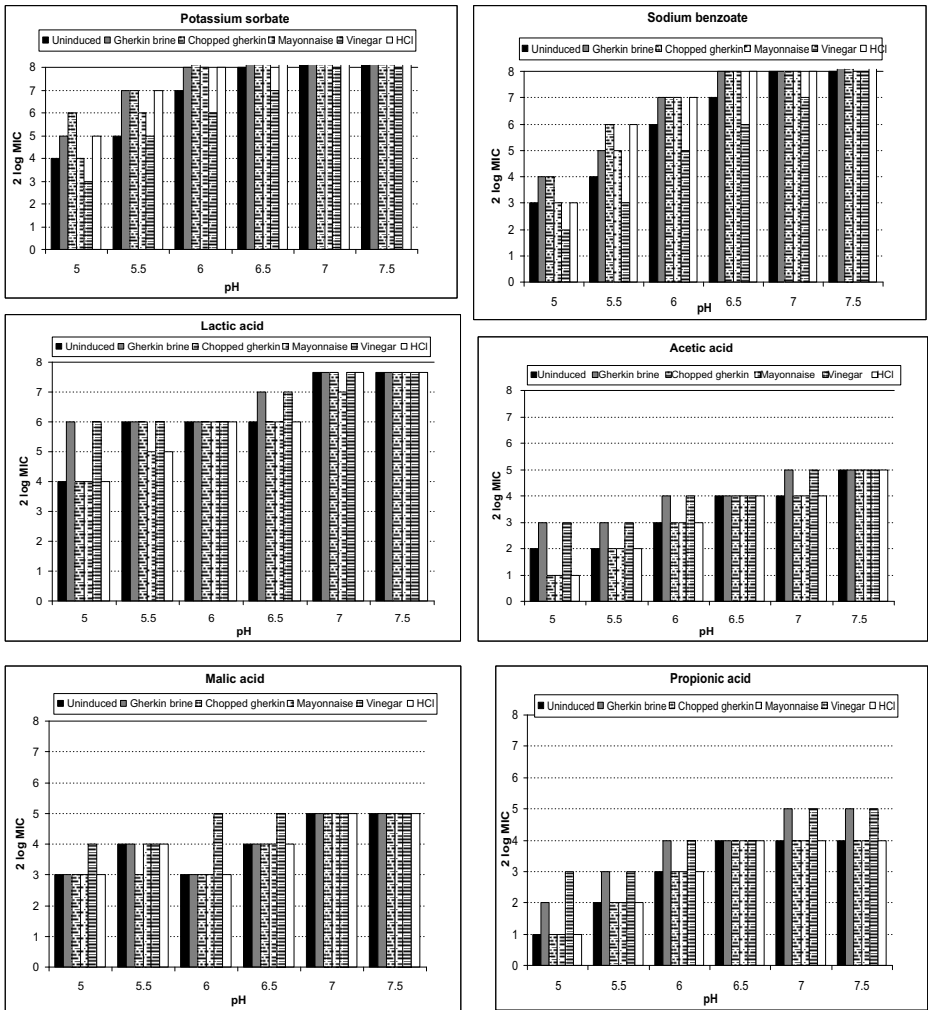 Potassium sorbate
Uninduced Gherkin brine Chopped gherkin Mayonnaise Vinegar HCl
8
7
6
5
4
3
2
1
0
2 log MIC
5 5.5 6 6.5 7 7.5
pH
Sodium benzoate
Uninduced Gherkin brine Chopped gherkin Mayonnaise Vinegar HCl
8
7
6
5
4
3
2
1
0
2 log MIC
5 5.5 6 6.5 7 7.5
pH
Lactic acid
Uninduced Gherkin brine Chopped gherkin Mayonnaise Vinegar HCl
8
7
6
5
4
3
2
1
0
2 log MIC
5 5.5 6 6.5 7 7.5
pH
Acetic acid
Uninduced Gherkin brine Chopped gherkin Mayonnaise Vinegar HCl
8
7
6
5
4
3
2
1
0
2 log MIC
5 5.5 6 6.5 7 7.5
pH
Malic acid
Uninduced Gherkin brine Chopped gherkin Mayonnaise Vinegar HCl
8
7
6
5
4
3
2
1
0
2 log MIC
5 5.5 6 6.5 7 7.5
pH
Propionic acid
Uninduced Gherkin brine Chopped gherkin Mayonnaise Vinegar HCl
8
7
6
5
4
3
2
1
0
2 log MIC
5 5.5 6 6.5 7 7.5
pH